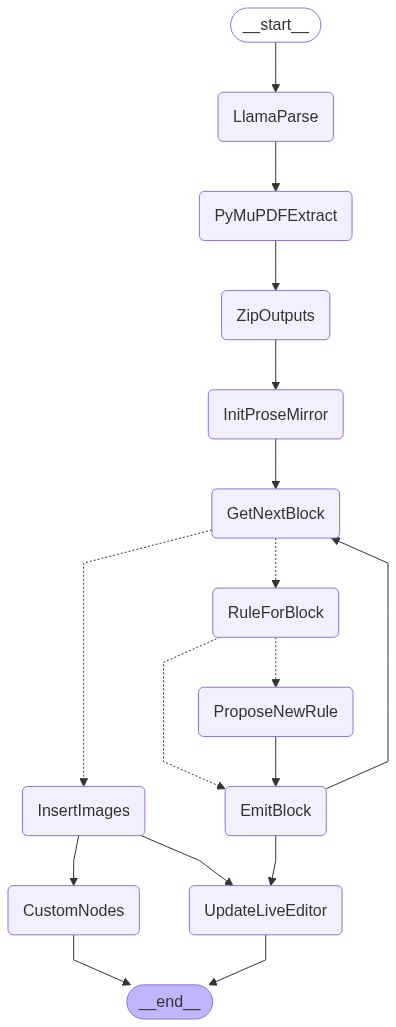 __start__
LlamaParse
PyMuPDFExtract
ZipOutputs
InitProseMirror
GetNextBlock
RuleForBlock
ProposeNewRule
InsertImages
EmitBlock
CustomNodes
UpdateLiveEditor
__end__